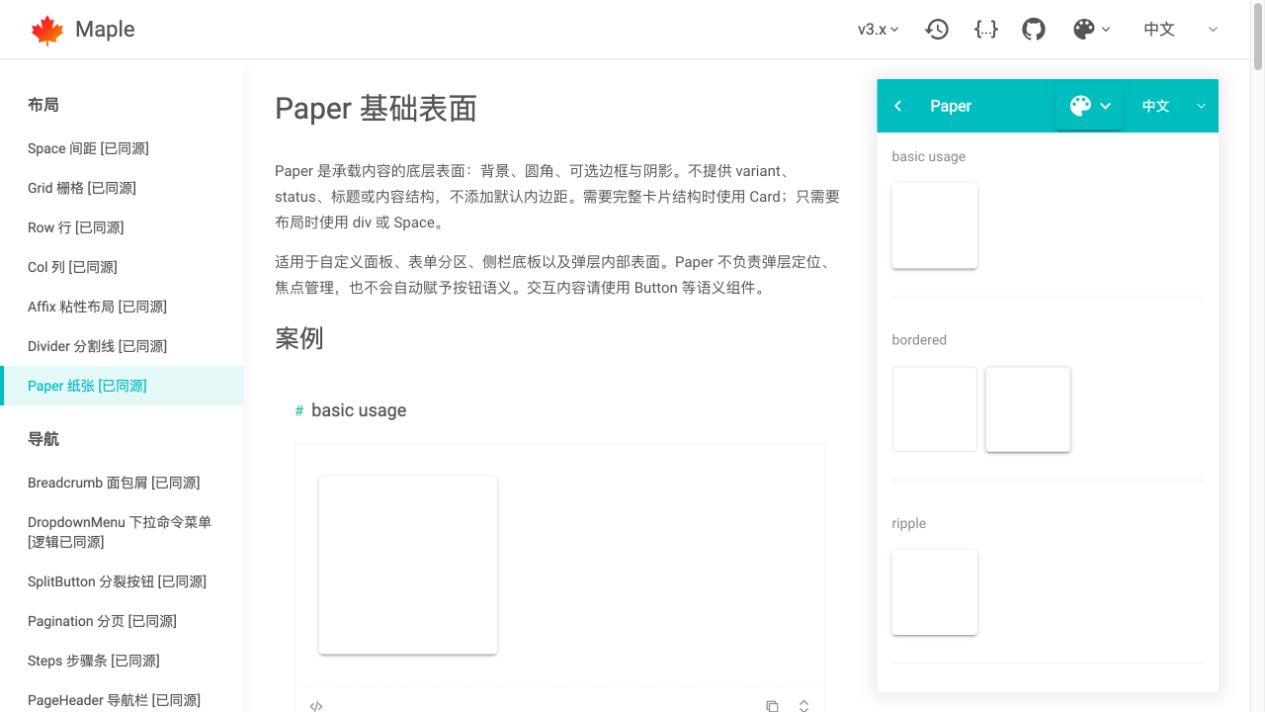 Maple
v3.x
{...}
中文
布局
Space 间距 [已同源]
Grid 栅格 [已同源]
Row 行 [已同源]
Col 列 [已同源]
Affix 粘性布局 [已同源]
Divider 分割线 [已同源]
Paper 纸张 [已同源]
导航
Breadcrumb 面包屑 [已同源]
DropdownMenu 下拉命令菜单
[逻辑已同源]
SplitButton 分裂按钮 [已同源]
Pagination 分页 [已同源]
Steps 步骤条 [已同源]
PageHeader 导航栏 [已同源]
Paper 基础表面
Paper 是承载内容的底层表面：背景、圆角、可选边框与阴影。不提供 variant、
status、标题或内容结构，不添加默认内边距。需要完整卡片结构时使用 Card；只需要
布局时使用 div 或 Space。
适用于自定义面板、表单分区、侧栏底板以及弹层内部表面。Paper 不负责弹层定位、
焦点管理，也不会自动赋予按钮语义。交互内容请使用 Button 等语义组件。
案例
# basic usage
Paper
中文
basic usage
bordered
ripple